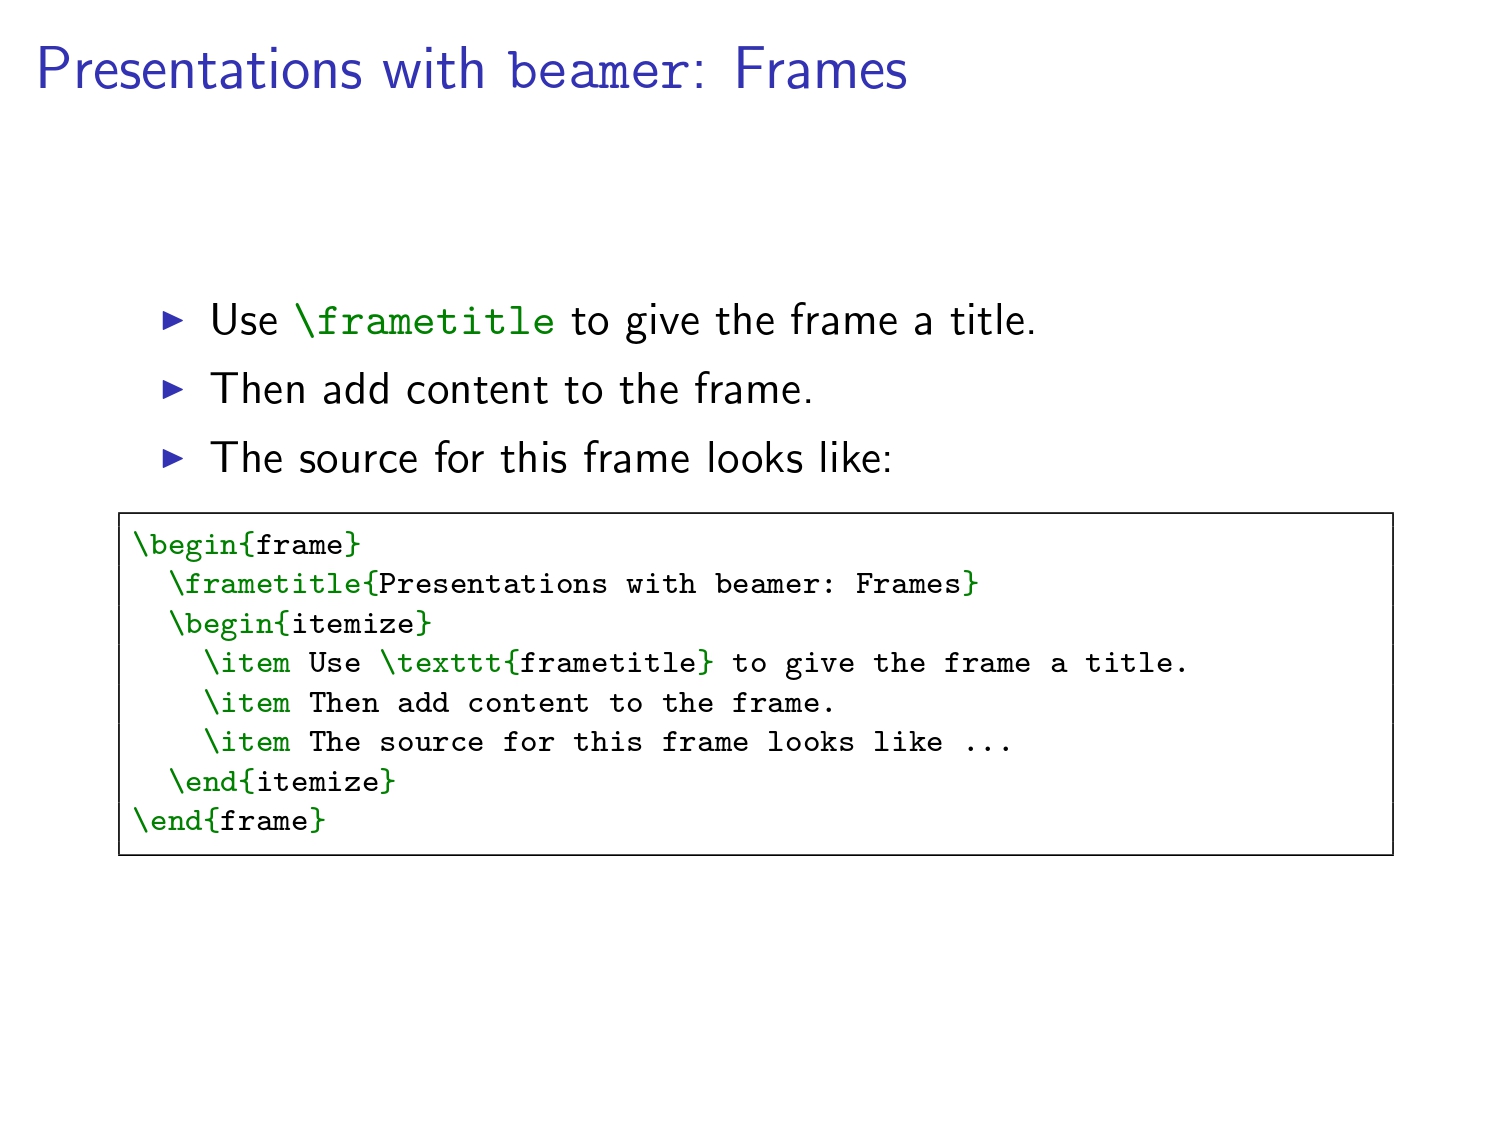 Presentations with beamer: Frames
Use \frametitle to give the frame a title.
Then add content to the frame.
The source for this frame looks like:
\begin{frame}
  \frametitle{Presentations with beamer: Frames}
  \begin{itemize}
    \item Use \texttt{frametitle} to give the frame a title.
    \item Then add content to the frame.
    \item The source for this frame looks like ...
  \end{itemize}
\end{frame}